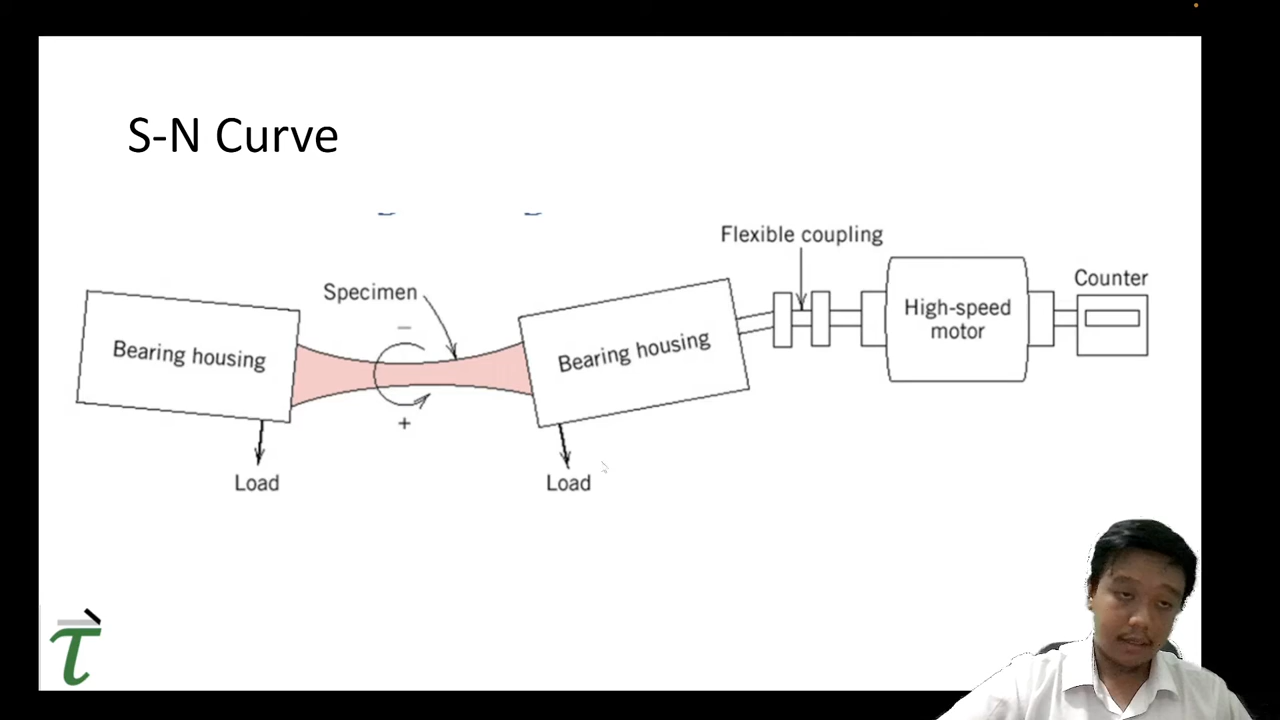 S-N Curve
Flexible coupling
Specimen
Counter
High-speed
motor
Bearing housing
Bearing housing
−
+
Load
Load
τ